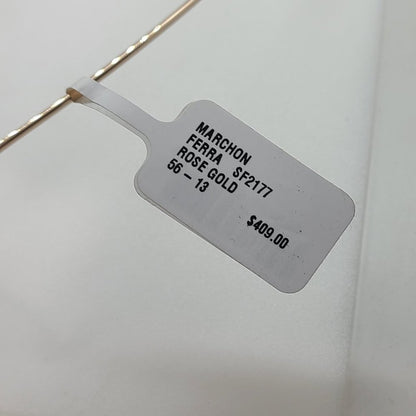 MARCHON
FERRA SF2177
ROSE GOLD
56 - 13
$409.00